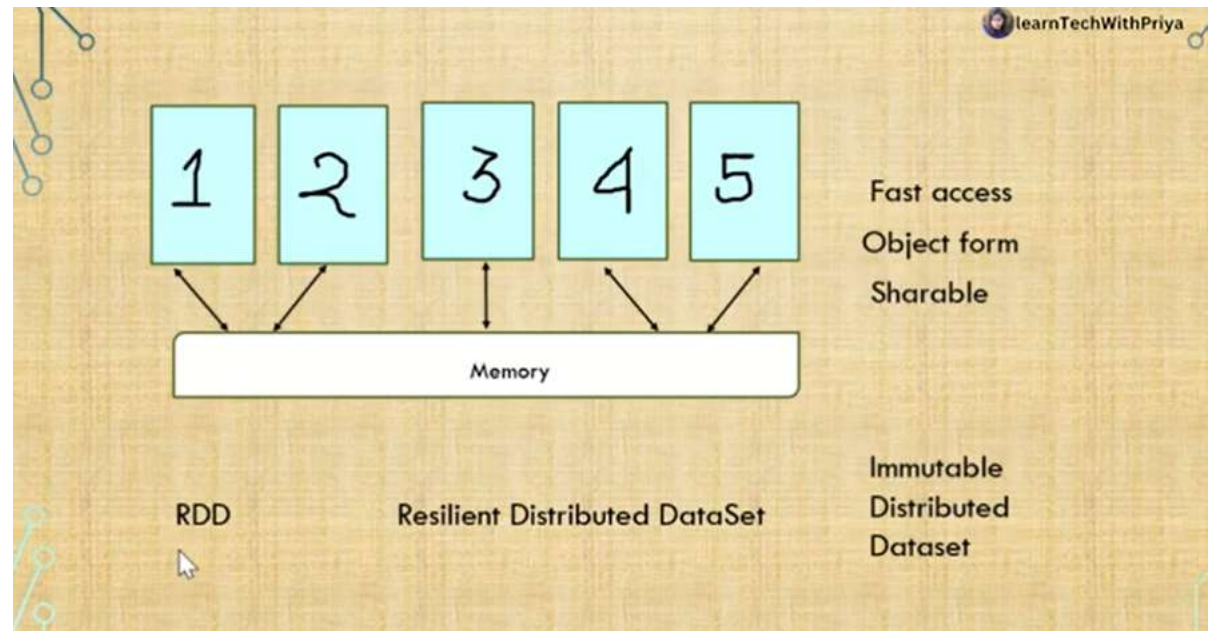 learnTechWithPriya
1 2 3 4 5
Fast access
Object form
Sharable
Memory
RDD
Resilient Distributed DataSet
Immutable
Distributed
Dataset